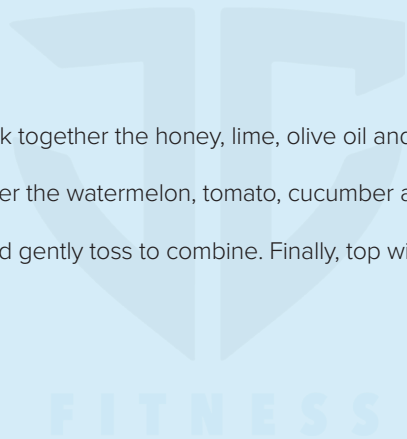 k together the honey, lime, olive oil and
er the watermelon, tomato, cucumber a
d gently toss to combine. Finally, top wi
FITNESS